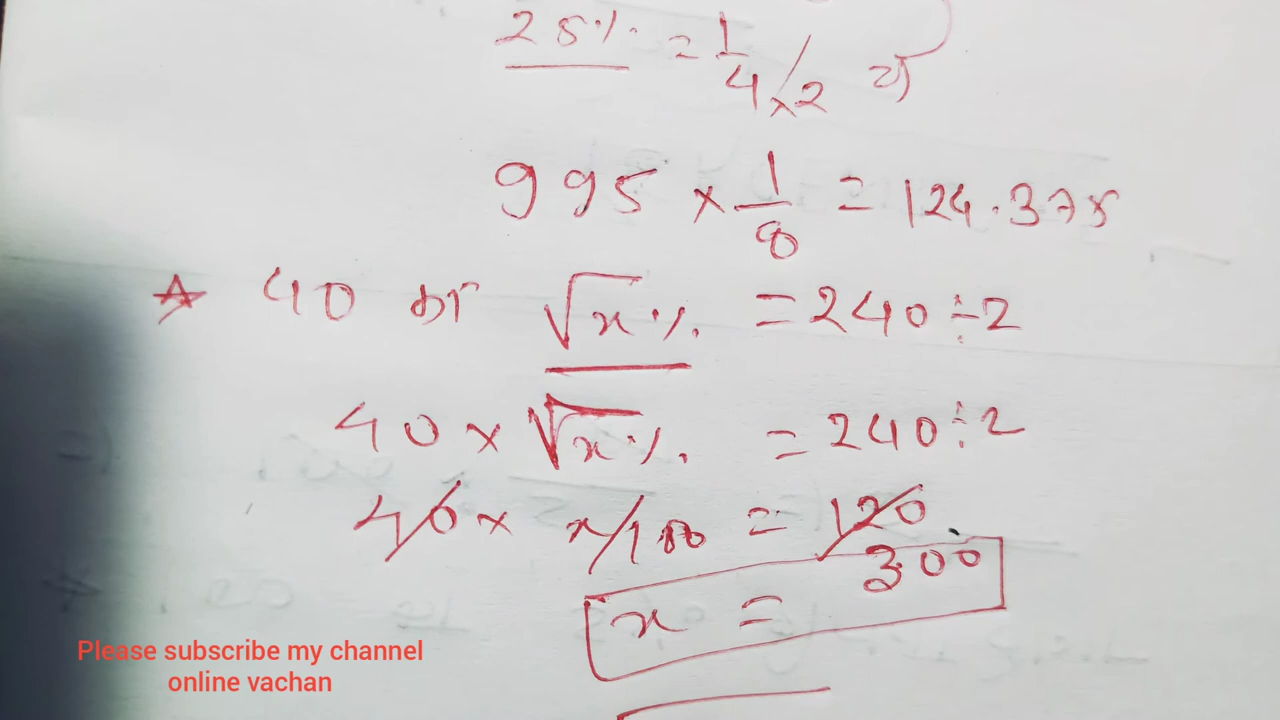 25% = 1/4×2 ⇒
995 × 1/8 = 124.375
☆ 40 का √x% = 240 ÷ 2
40 × √x% = 240 ÷ 2
40 × x/100 = 120
x = 300
Please subscribe my channel
online vachan